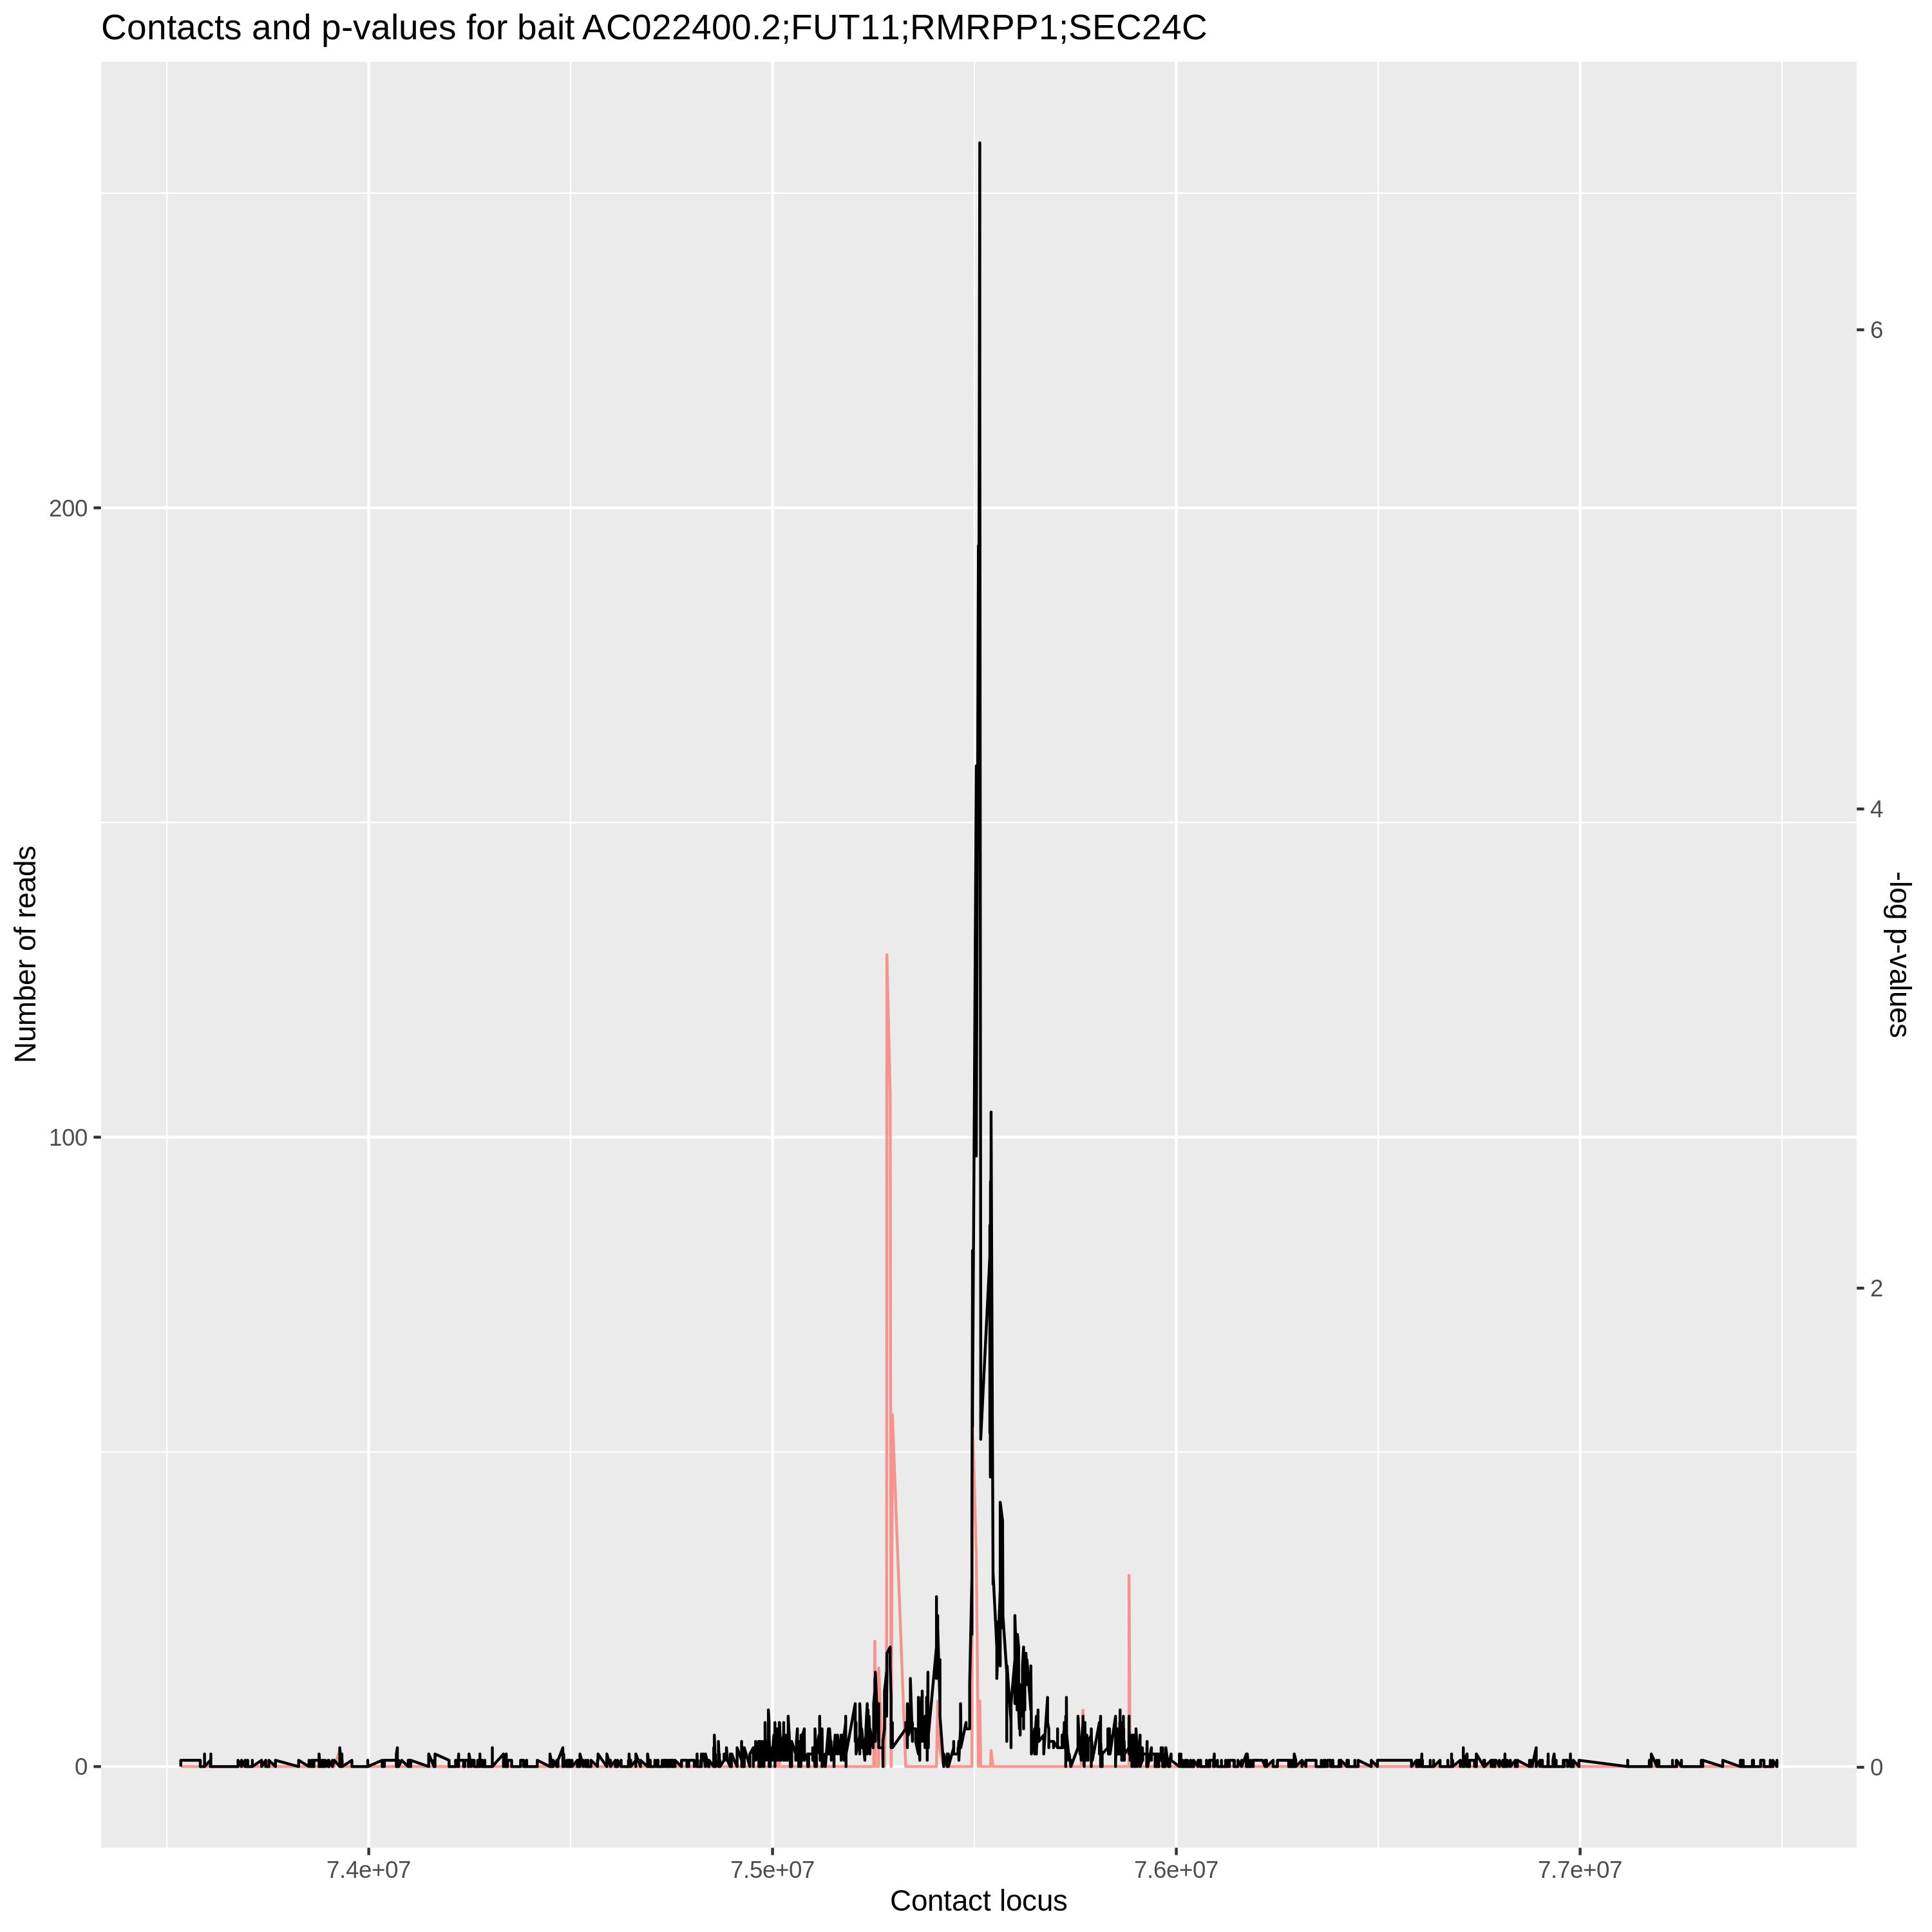 Contacts and p-values for bait AC022400.2;FUT11;RMRPP1;SEC24C
Number of reads
200
100
0
6
4
2
0
-log p-values
7.4e+07 7.5e+07 7.6e+07 7.7e+07
Contact locus